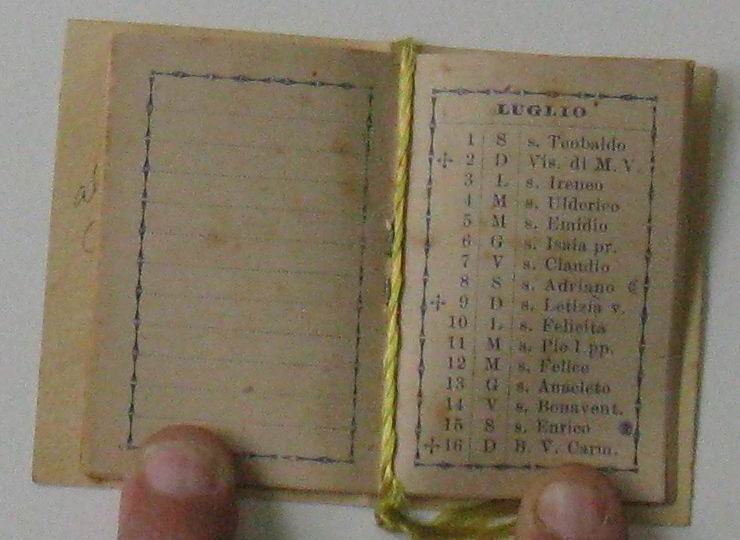 LUGLIO
1 S s. Teobaldo
✢ 2 D Vis. di M. V.
3 L s. Ireneo
4 M s. Ulderico
5 M s. Emidio
6 G s. Isaia pr.
7 V s. Claudio
8 S s. Adriano ☾
✢ 9 D s. Letizia v.
10 L s. Felicita
11 M s. Pio I pp.
12 M s. Felice
13 G s. Anacleto
14 V s. Bonavent.
15 S s. Enrico
✢ 16 D B. V. Carm.